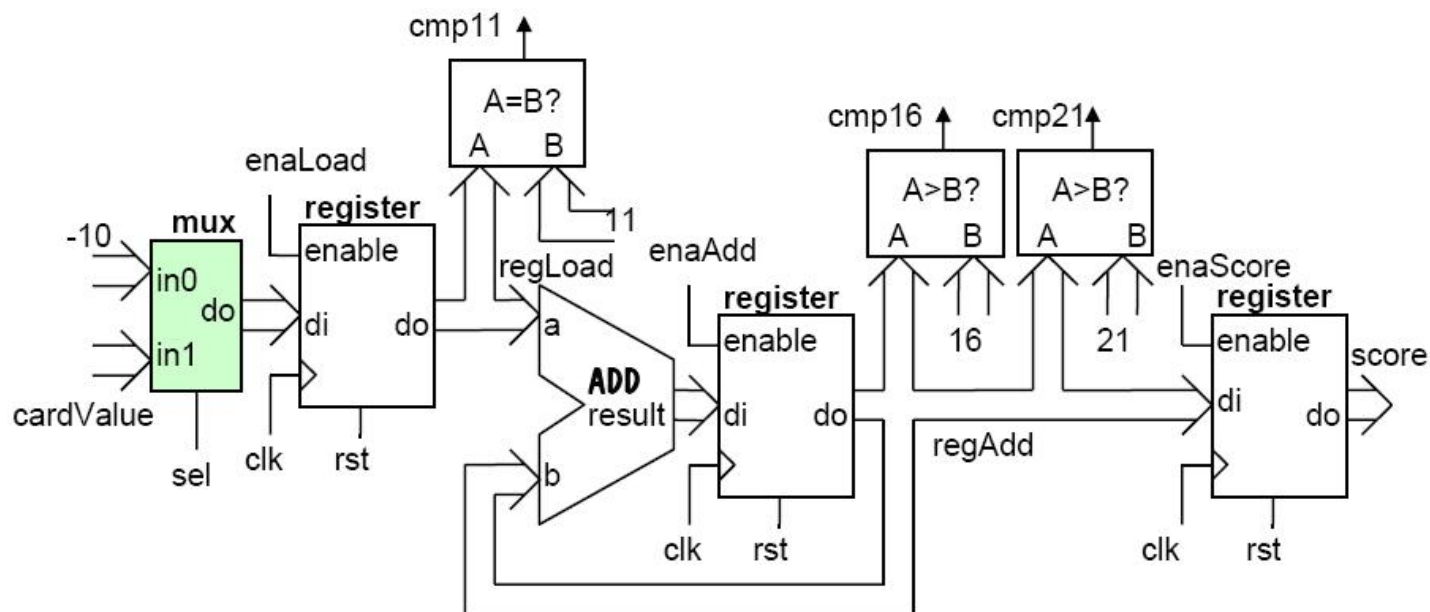 cmp11
A=B?
A B
11
enaLoad
register
enable
di
do
clk
rst
mux
-10
in0
do
in1
cardValue
sel
regLoad
a
ADD
result
b
enaAdd
register
enable
di
do
clk
rst
cmp16
A>B?
A B
16
cmp21
A>B?
A B
21
regAdd
enaScore
register
enable
di
do
clk
rst
score